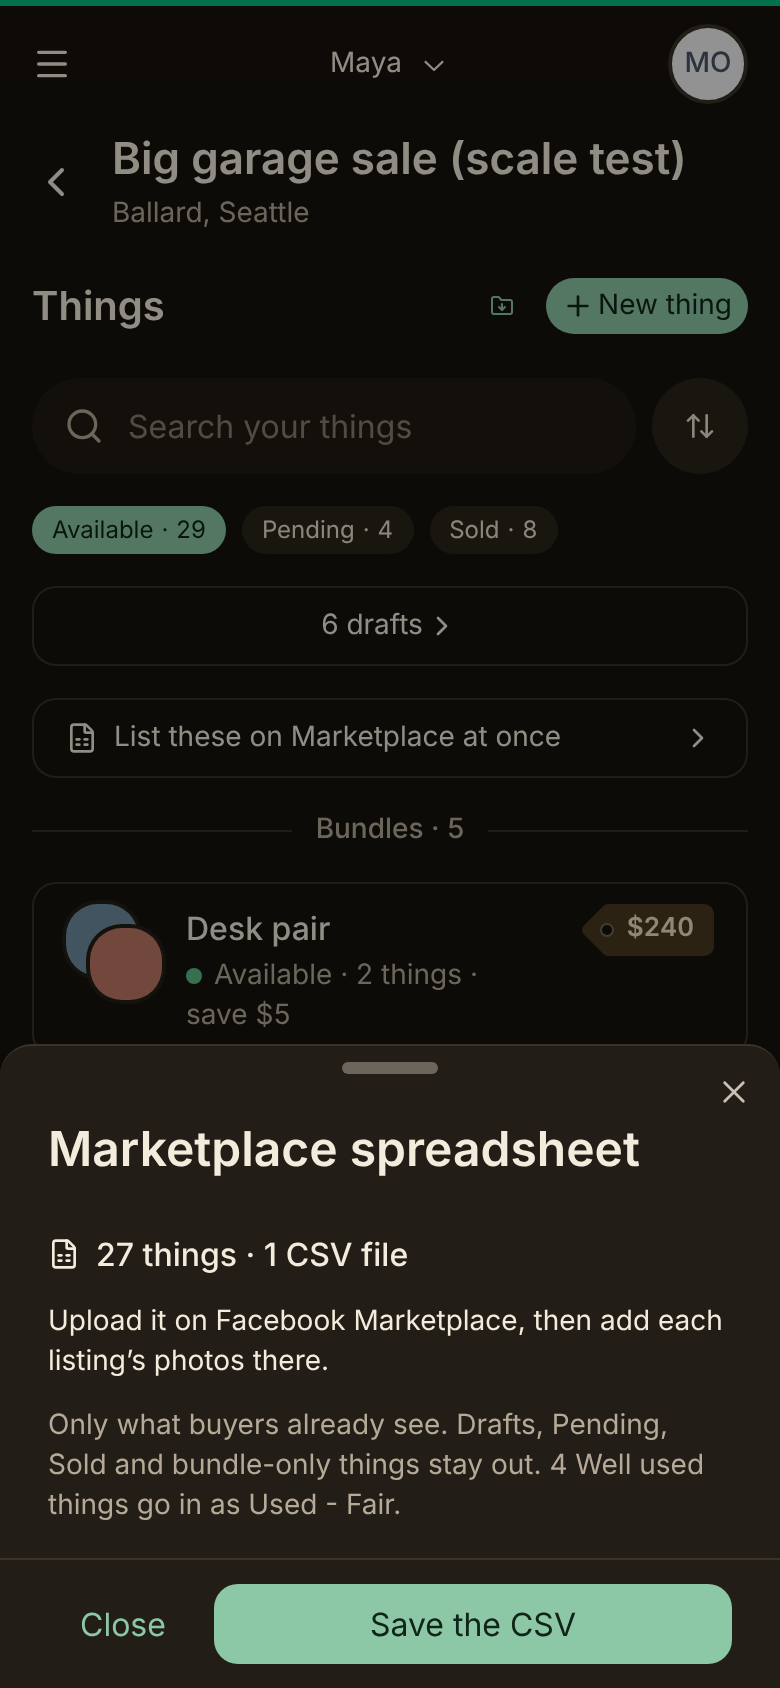 Maya
MO
Big garage sale (scale test)
Ballard, Seattle
Things
New thing
Search your things
Available · 29
Pending · 4
Sold · 8
6 drafts
List these on Marketplace at once
Bundles · 5
Desk pair
$240
Available · 2 things ·
save $5
Marketplace spreadsheet
27 things · 1 CSV file
Upload it on Facebook Marketplace, then add each
listing’s photos there.
Only what buyers already see. Drafts, Pending,
Sold and bundle-only things stay out. 4 Well used
things go in as Used - Fair.
Close
Save the CSV